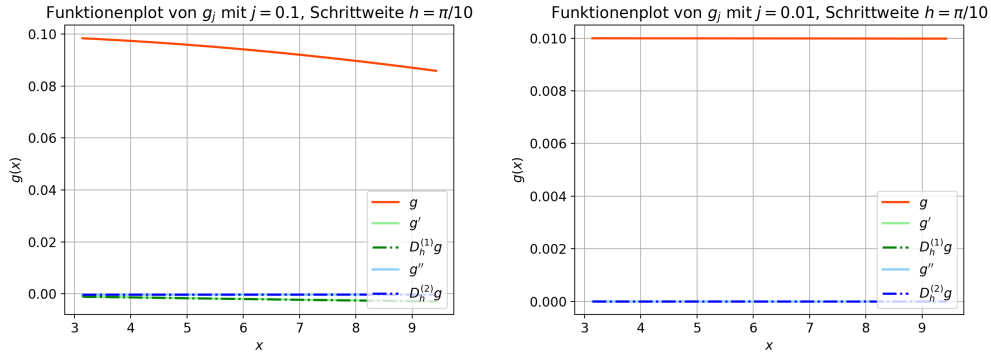 Funktionenplot von $g_j$ mit $j = 0.1$, Schrittweite $h = \pi/10$
0.10
0.08
0.06
0.04
0.02
0.00
g(x)
3 4 5 6 7 8 9
x
g
g′
$D_h^{(1)}g$
g″
$D_h^{(2)}g$
Funktionenplot von $g_j$ mit $j = 0.01$, Schrittweite $h = \pi/10$
0.010
0.008
0.006
0.004
0.002
0.000
g(x)
3 4 5 6 7 8 9
x
g
g′
$D_h^{(1)}g$
g″
$D_h^{(2)}g$